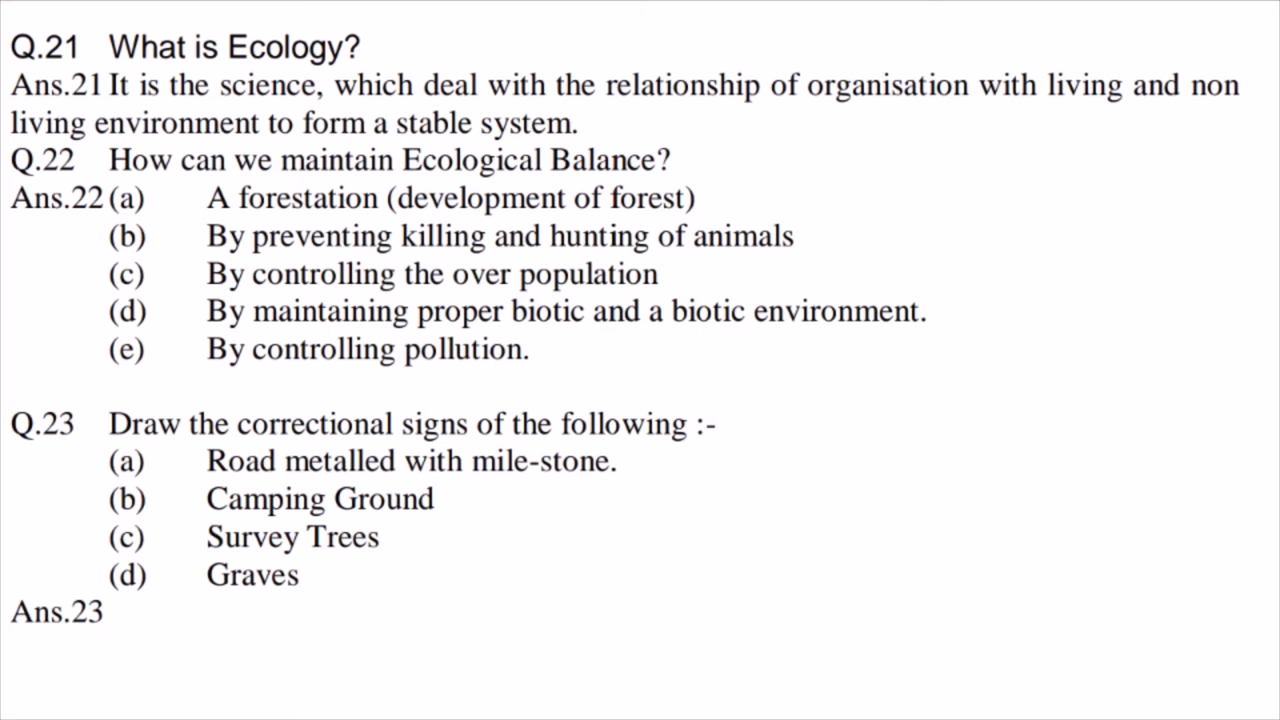 Q.21 What is Ecology?
Ans.21 It is the science, which deal with the relationship of organisation with living and non
living environment to form a stable system.
Q.22 How can we maintain Ecological Balance?
Ans.22 (a) A forestation (development of forest)
(b) By preventing killing and hunting of animals
(c) By controlling the over population
(d) By maintaining proper biotic and a biotic environment.
(e) By controlling pollution.
Q.23 Draw the correctional signs of the following :-
(a) Road metalled with mile-stone.
(b) Camping Ground
(c) Survey Trees
(d) Graves
Ans.23